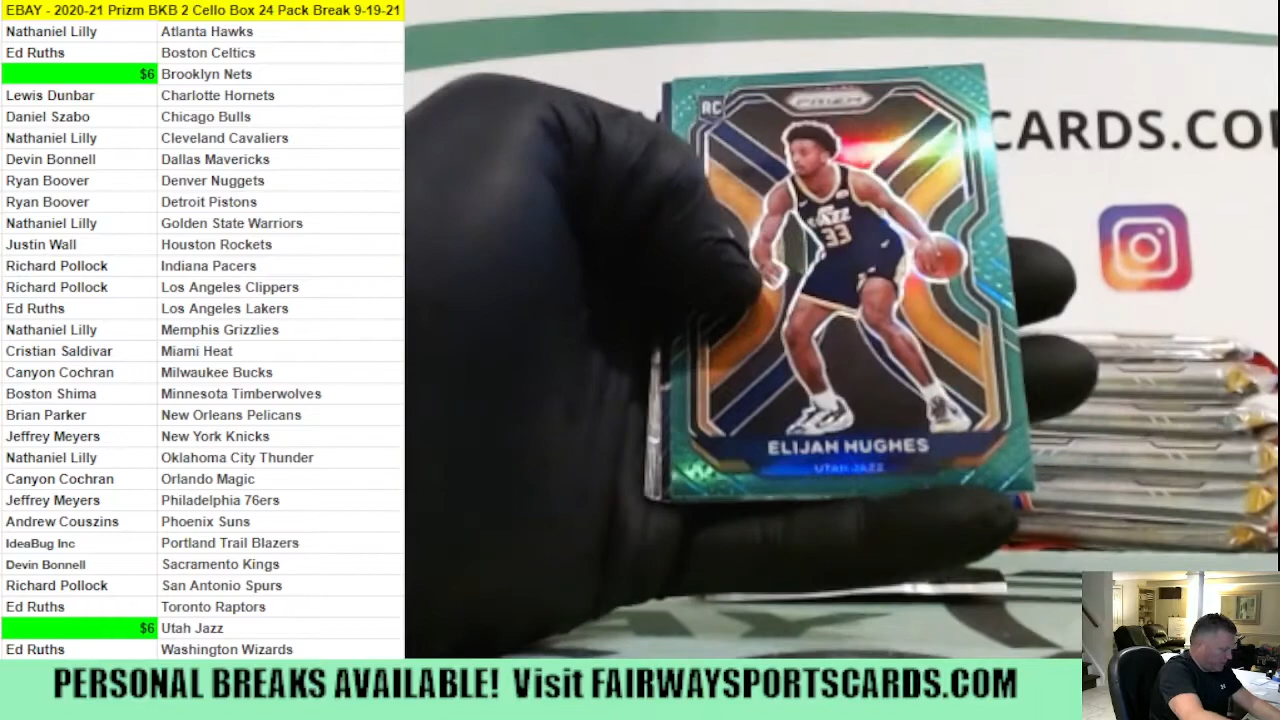 EBAY - 2020-21 Prizm BKB 2 Cello Box 24 Pack Break 9-19-21
Nathaniel Lilly Atlanta Hawks
Ed Ruths Boston Celtics
$6 Brooklyn Nets
Lewis Dunbar Charlotte Hornets
Daniel Szabo Chicago Bulls
Nathaniel Lilly Cleveland Cavaliers
Devin Bonnell Dallas Mavericks
Ryan Boover Denver Nuggets
Ryan Boover Detroit Pistons
Nathaniel Lilly Golden State Warriors
Justin Wall Houston Rockets
Richard Pollock Indiana Pacers
Richard Pollock Los Angeles Clippers
Ed Ruths Los Angeles Lakers
Nathaniel Lilly Memphis Grizzlies
Cristian Saldivar Miami Heat
Canyon Cochran Milwaukee Bucks
Boston Shima Minnesota Timberwolves
Brian Parker New Orleans Pelicans
Jeffrey Meyers New York Knicks
Nathaniel Lilly Oklahoma City Thunder
Canyon Cochran Orlando Magic
Jeffrey Meyers Philadelphia 76ers
Andrew Couszins Phoenix Suns
IdeaBug Inc Portland Trail Blazers
Devin Bonnell Sacramento Kings
Richard Pollock San Antonio Spurs
Ed Ruths Toronto Raptors
$6 Utah Jazz
Ed Ruths Washington Wizards
CARDS.CO
RC
PRIZM
JAZZ
33
ELIJAH HUGHES
UTAH JAZZ
PERSONAL BREAKS AVAILABLE! Visit FAIRWAYSPORTSCARDS.COM